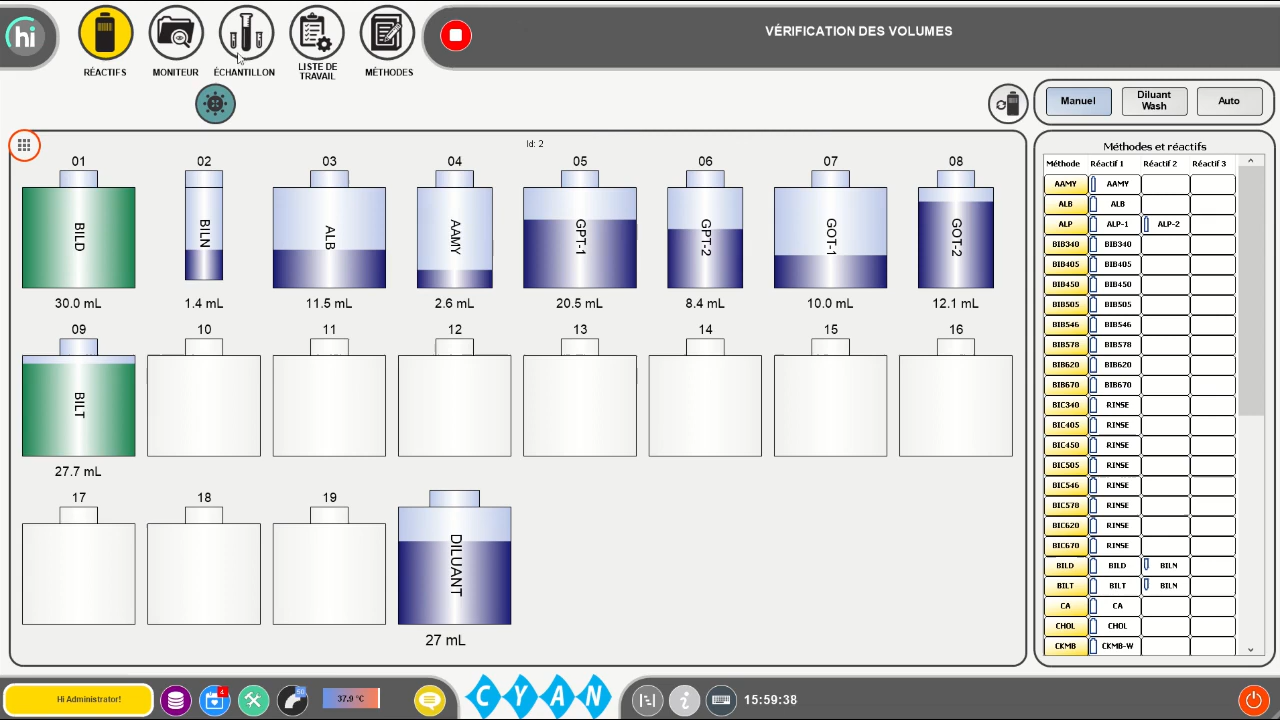 hi
VÉRIFICATION DES VOLUMES
RÉACTIFS
MONITEUR
ÉCHANTILLON
LISTE DE
TRAVAIL
MÉTHODES
Manuel
Diluant
Wash
Auto
Id: 2
01 02 03 04 05 06 07 08
BILD
BILN
ALB
AAMY
GPT-1
GPT-2
GOT-1
GOT-2
30.0 mL 1.4 mL 11.5 mL 2.6 mL 20.5 mL 8.4 mL 10.0 mL 12.1 mL
09 10 11 12 13 14 15 16
BILT
27.7 mL
17 18 19
DILUANT
27 mL
Méthodes et réactifs
Méthode Réactif 1 Réactif 2 Réactif 3
AAMY AAMY
ALB ALB
ALP ALP-1 ALP-2
BIB340 BIB340
BIB405 BIB405
BIB450 BIB450
BIB505 BIB505
BIB546 BIB546
BIB578 BIB578
BIB620 BIB620
BIB670 BIB670
BIC340 RINSE
BIC405 RINSE
BIC450 RINSE
BIC505 RINSE
BIC546 RINSE
BIC578 RINSE
BIC620 RINSE
BIC670 RINSE
BILD BILD BILN
BILT BILT BILN
CA CA
CHOL CHOL
CKMB CKMB-W
Hi Administrator!
4
50
37.9 °C
CYAN
15:59:38